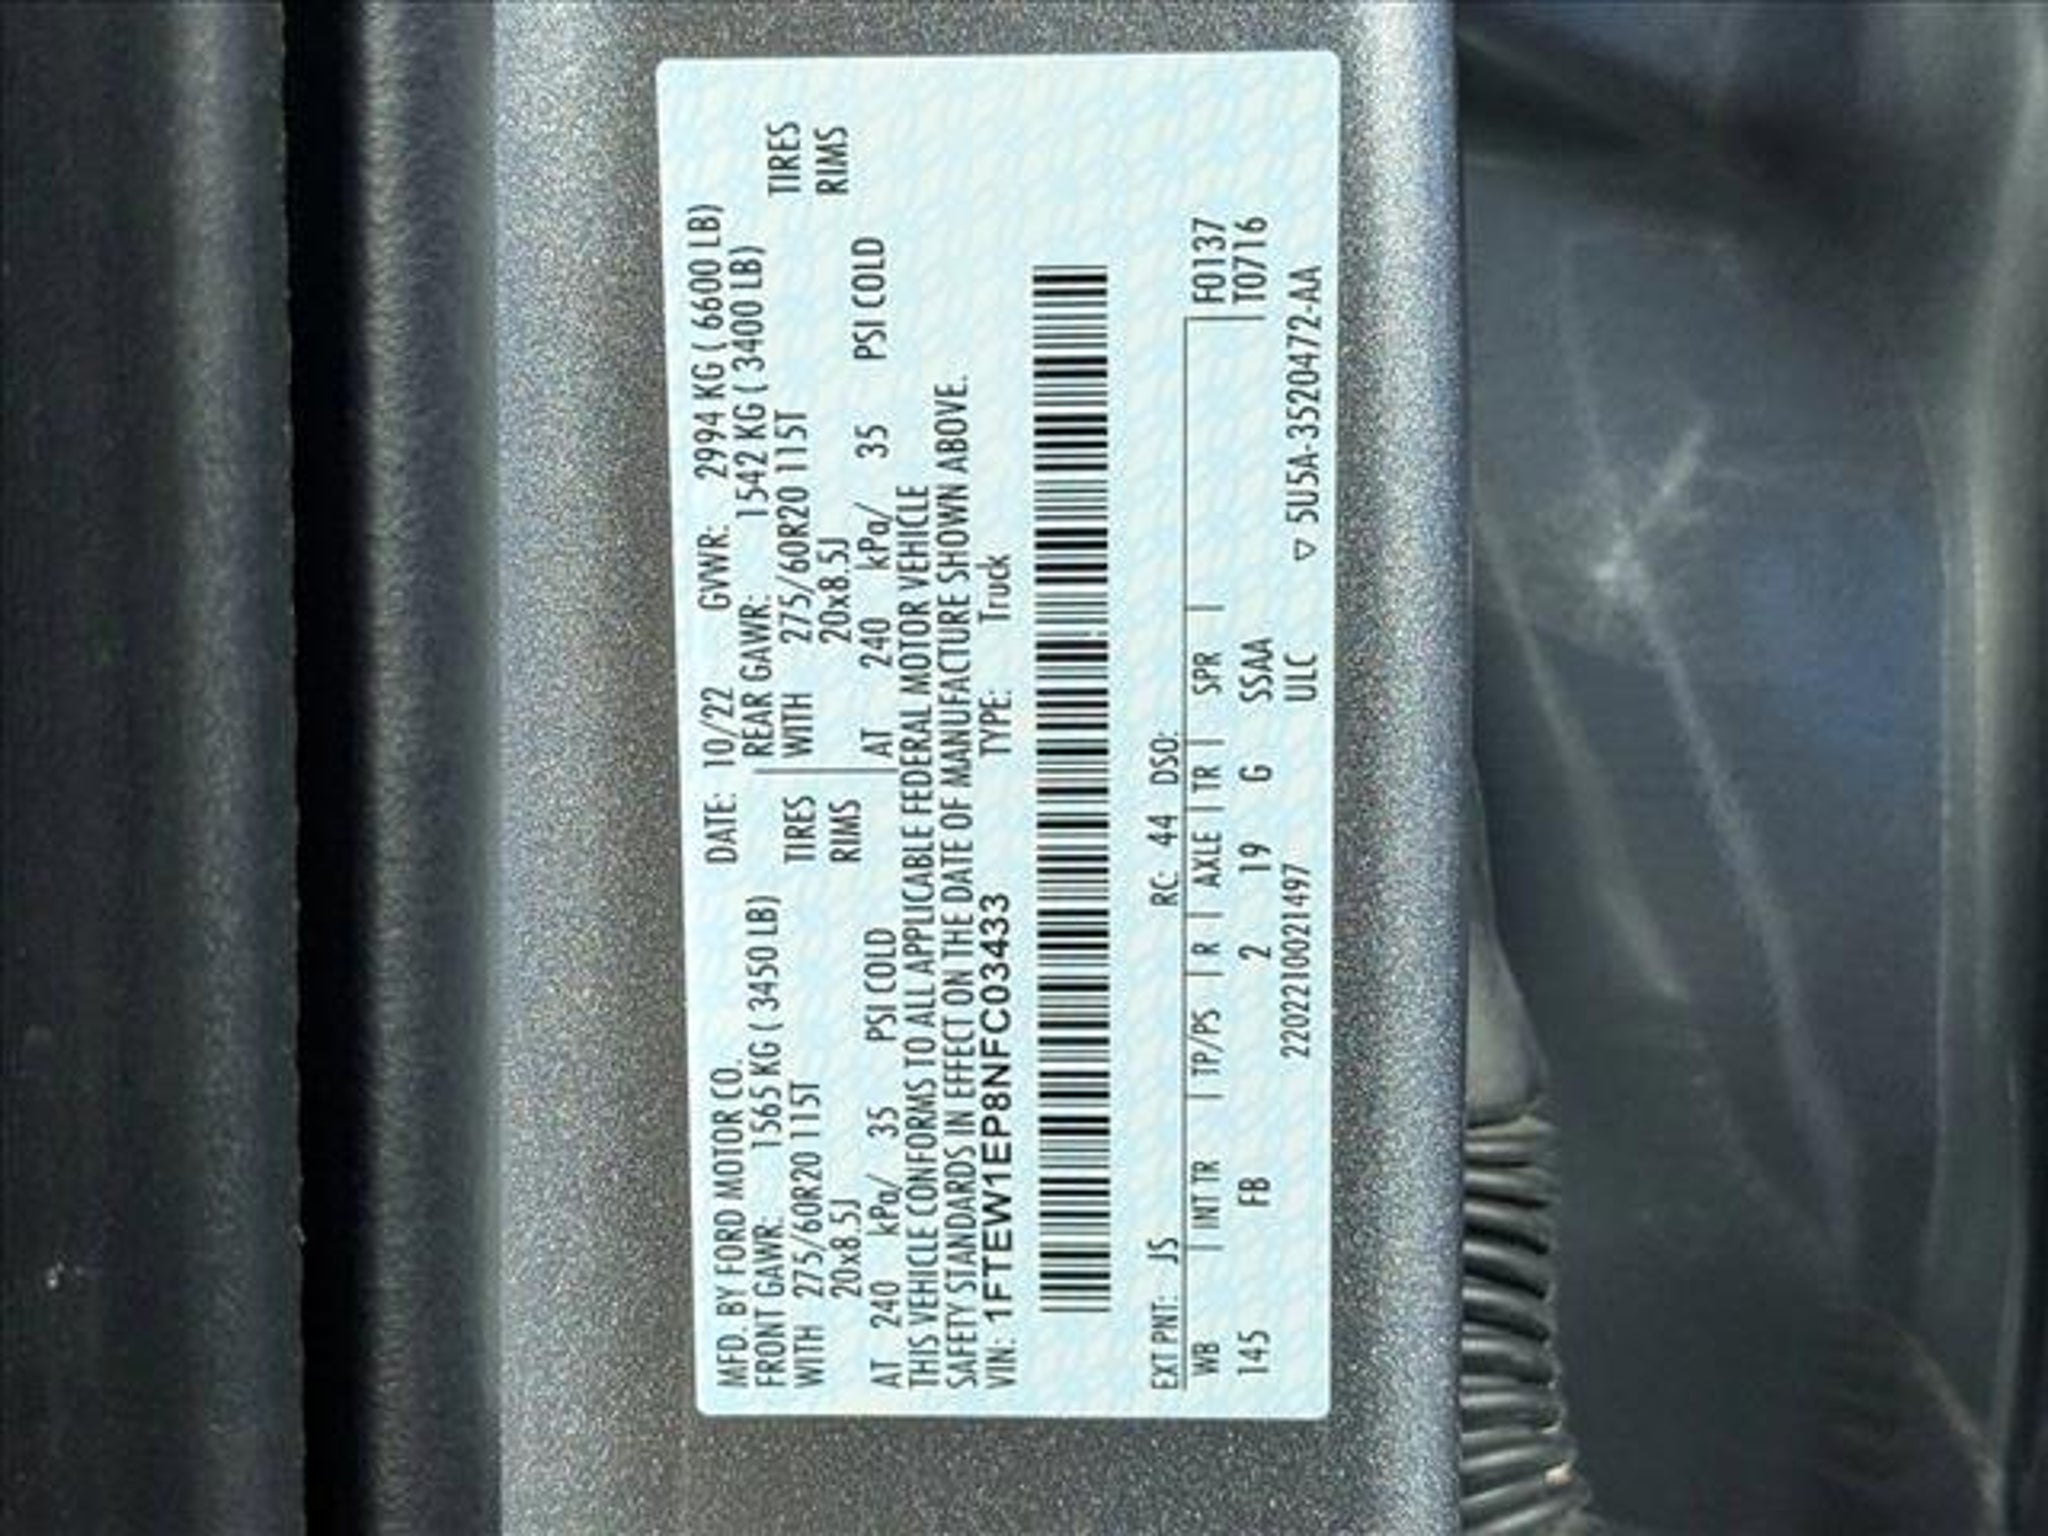 MFD. BY FORD MOTOR CO. DATE: 10/22 GVWR: 2994 KG ( 6600 LB)
FRONT GAWR: 1565 KG ( 3450 LB) REAR GAWR: 1542 KG ( 3400 LB)
WITH 275/60R20 115T TIRES WITH 275/60R20 115T TIRES
20x8.5J RIMS 20x8.5J RIMS
AT 240 kPa/ 35 PSI COLD AT 240 kPa/ 35 PSI COLD
THIS VEHICLE CONFORMS TO ALL APPLICABLE FEDERAL MOTOR VEHICLE
SAFETY STANDARDS IN EFFECT ON THE DATE OF MANUFACTURE SHOWN ABOVE.
VIN: 1FTEW1EP8NFC03433 TYPE: Truck
EXT PNT: JS RC: 44 DSO:
WB | INT TR | TP/PS | R | AXLE | TR | SPR | F0137
145 FB 2 19 G SSAA T0716
2202210021497 ULC ▽ 5U5A-3520472-AA